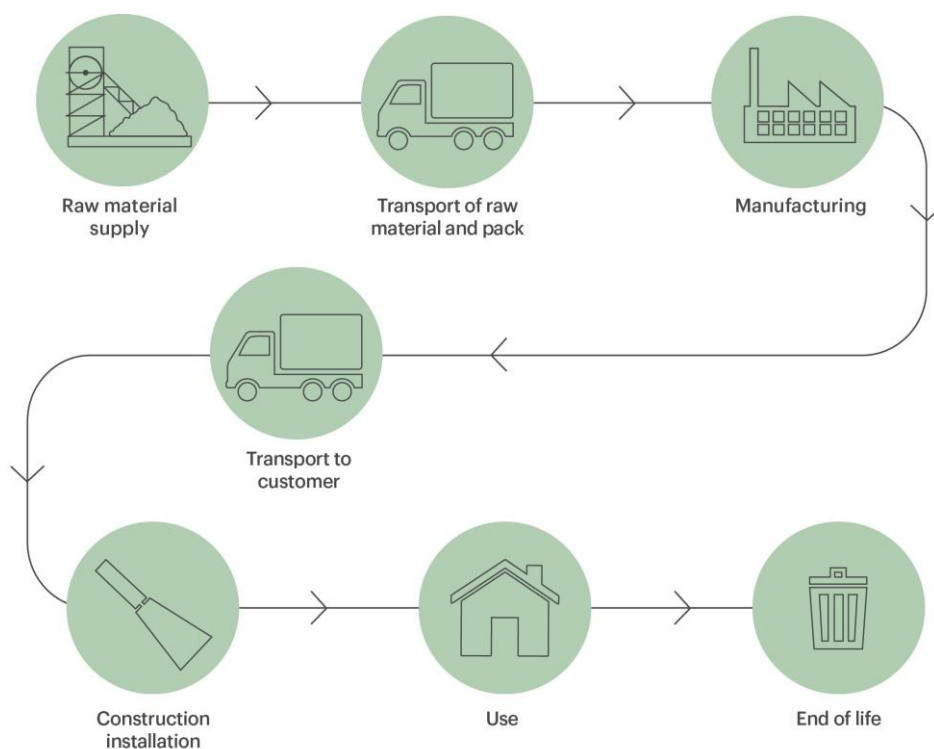 Raw material
supply
Transport of raw
material and pack
Manufacturing
Transport to
customer
Construction
installation
Use
End of life